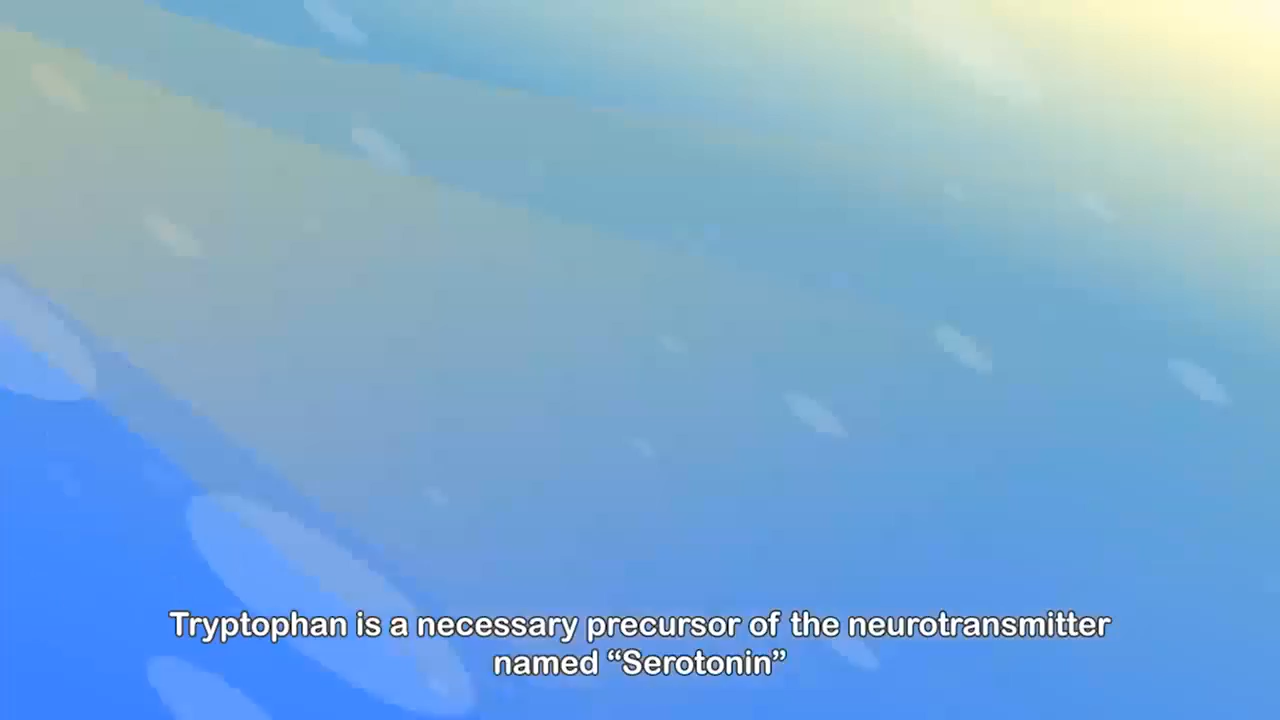 Tryptophan is a necessary precursor of the neurotransmitter
named “Serotonin”